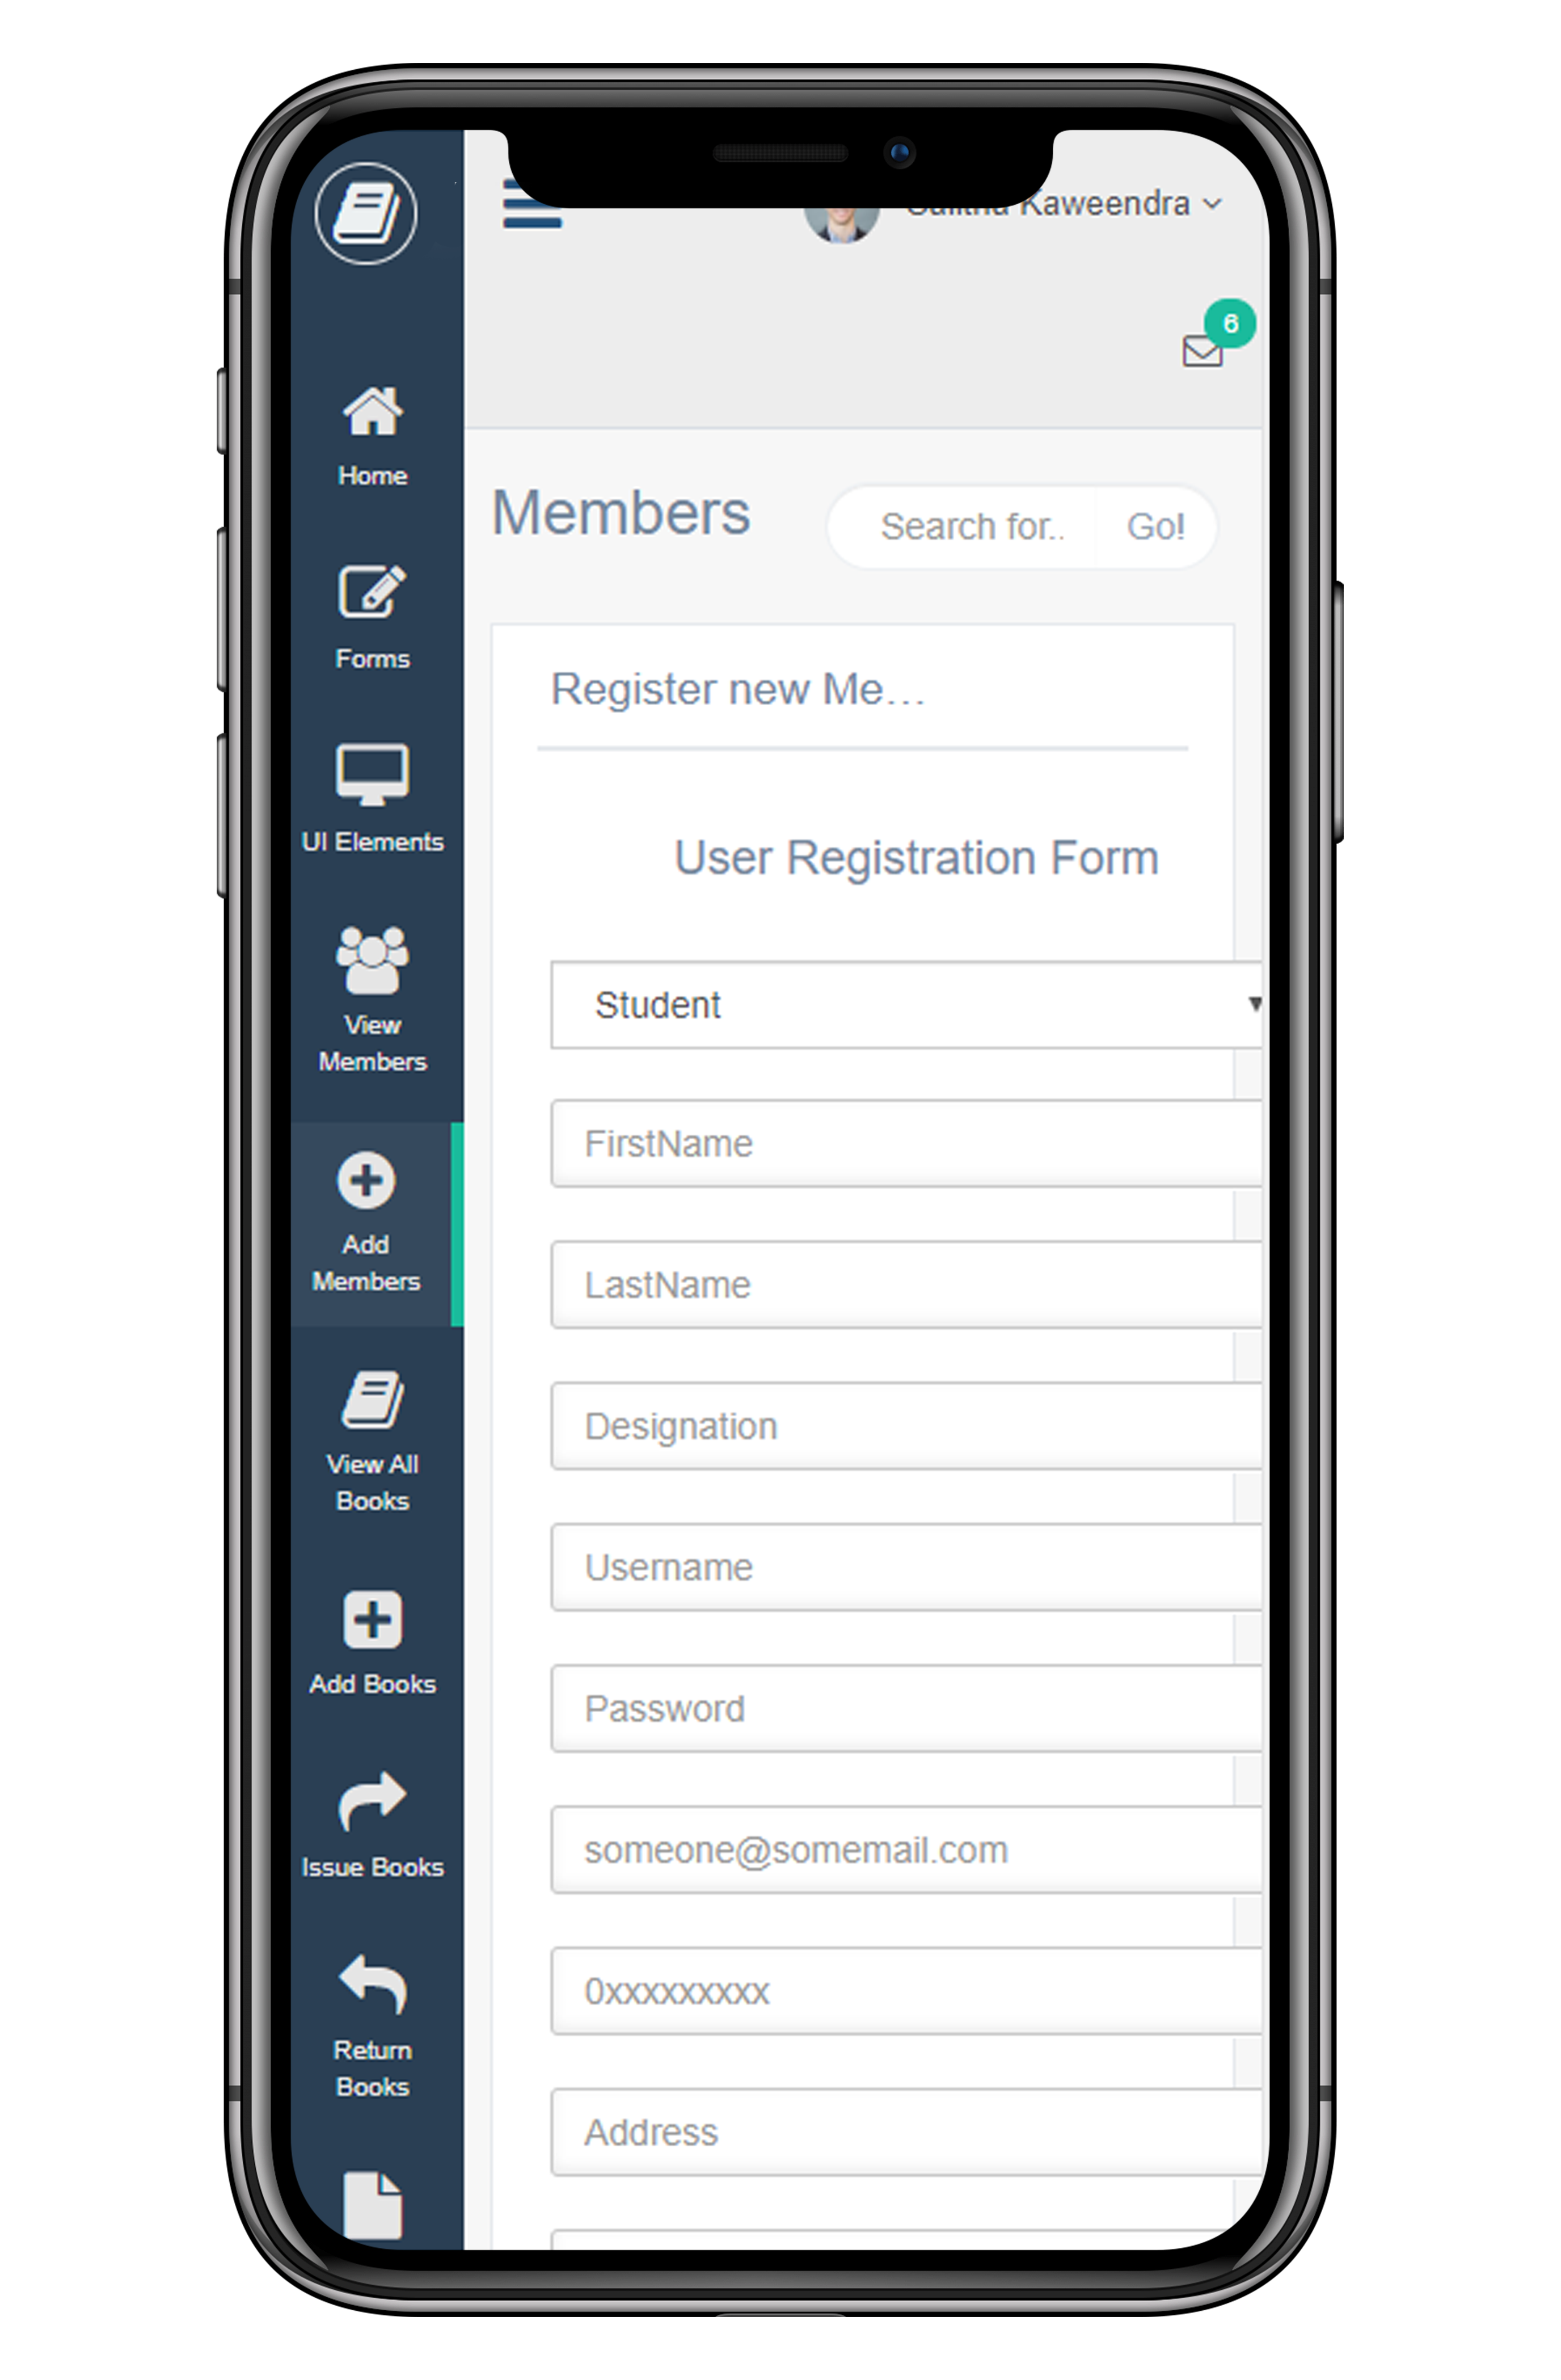 Kaweendra
6
Home
Forms
UI Elements
View
Members
Add
Members
View All
Books
Add Books
Issue Books
Return
Books
Members
Search for..
Go!
Register new Me...
User Registration Form
Student
FirstName
LastName
Designation
Username
Password
someone@somemail.com
0xxxxxxxxx
Address